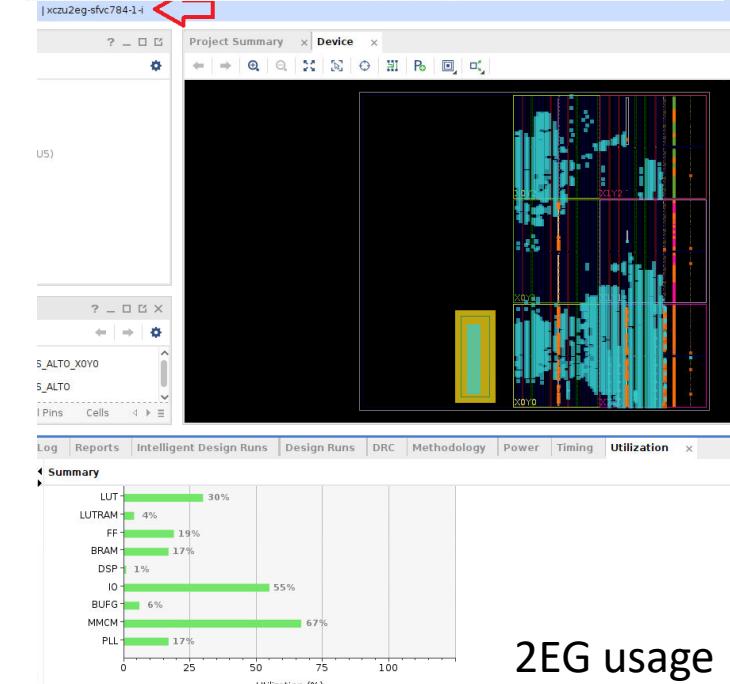 | xczu2eg-sfvc784-1-i
Project Summary × Device ×
U5)
X1Y2
X0Y0
S_ALTO_X0Y0
S_ALTO
l Pins Cells
Log Reports Intelligent Design Runs Design Runs DRC Methodology Power Timing Utilization ×
Summary
LUT 30%
LUTRAM 4%
FF 19%
BRAM 17%
DSP 1%
IO 55%
BUFG 6%
MMCM 67%
PLL 17%
0 25 50 75 100
2EG usage